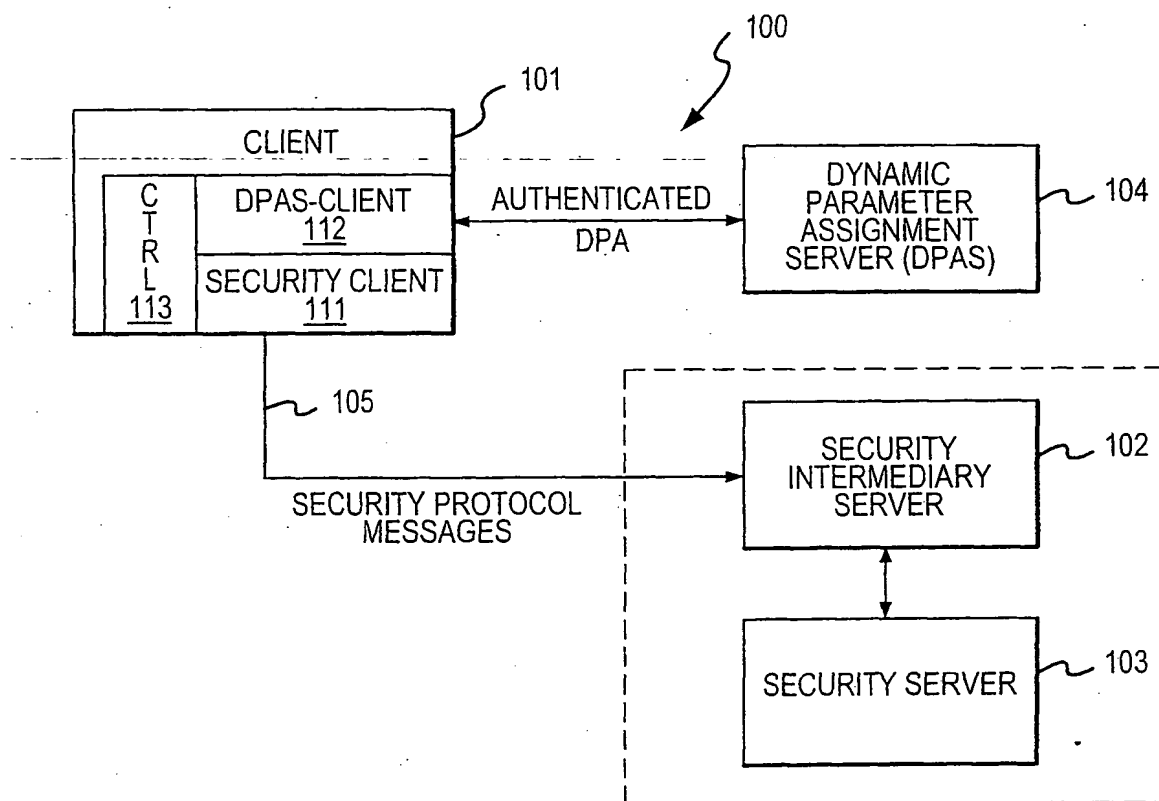 100
101
CLIENT
CTRL
113
DPAS-CLIENT
112
SECURITY CLIENT
111
AUTHENTICATED
DPA
DYNAMIC
PARAMETER
ASSIGNMENT
SERVER (DPAS)
104
105
SECURITY PROTOCOL
MESSAGES
SECURITY
INTERMEDIARY
SERVER
102
SECURITY SERVER
103